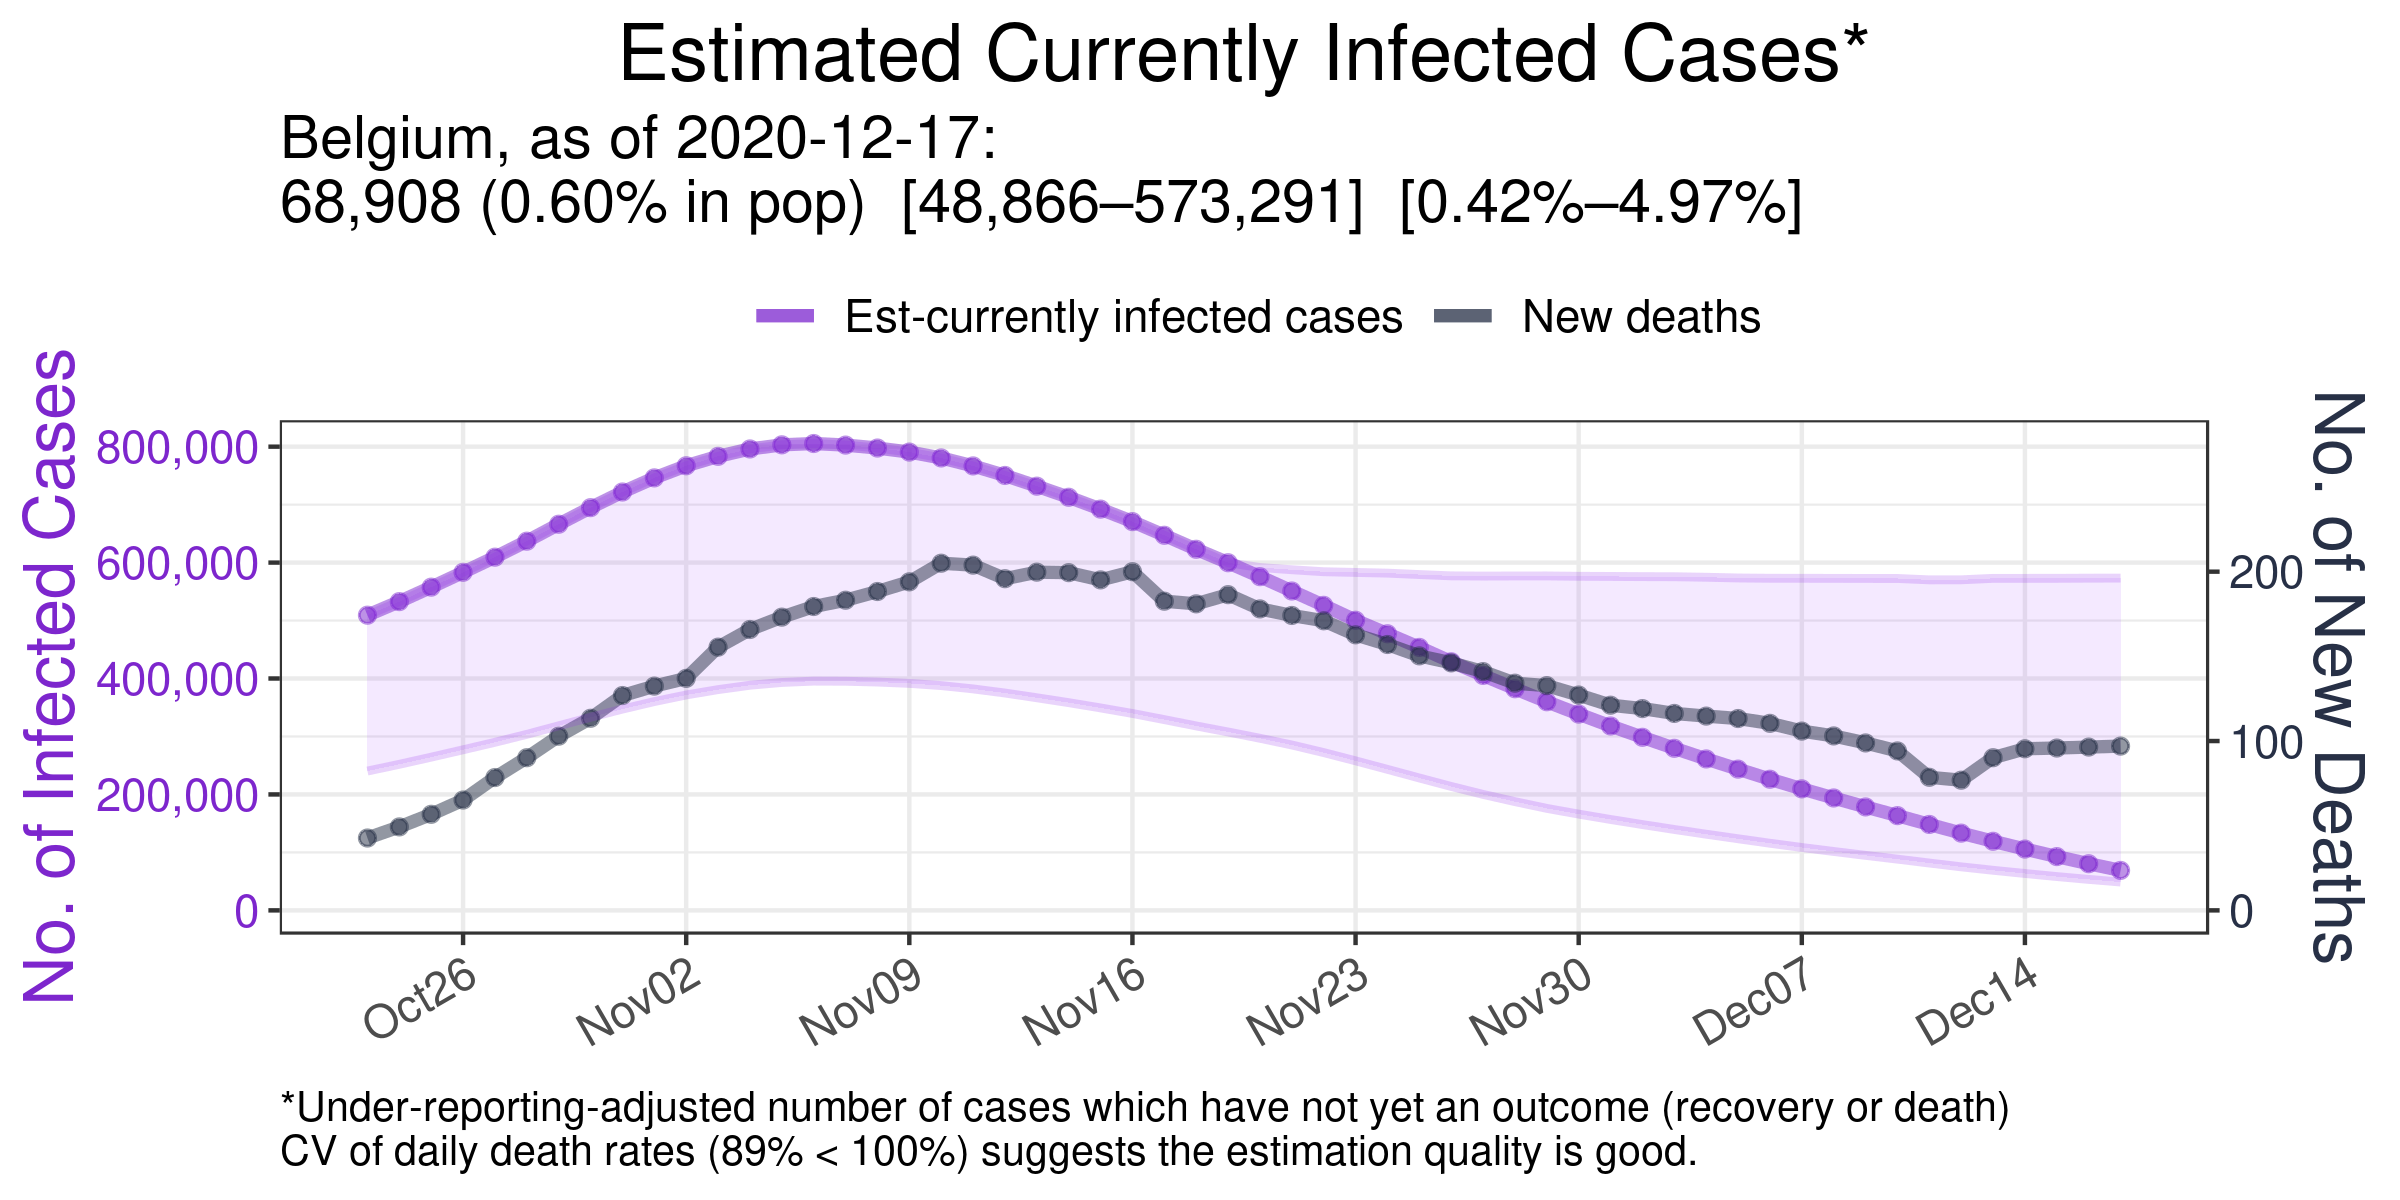 Estimated Currently Infected Cases*
Belgium, as of 2020-12-17:
68,908 (0.60% in pop)  [48,866–573,291]  [0.42%–4.97%]
Est-currently infected cases
New deaths
No. of Infected Cases
800,000
600,000
400,000
200,000
0
No. of New Deaths
200
100
0
Oct26
Nov02
Nov09
Nov16
Nov23
Nov30
Dec07
Dec14
*Under-reporting-adjusted number of cases which have not yet an outcome (recovery or death)
CV of daily death rates (89% < 100%) suggests the estimation quality is good.